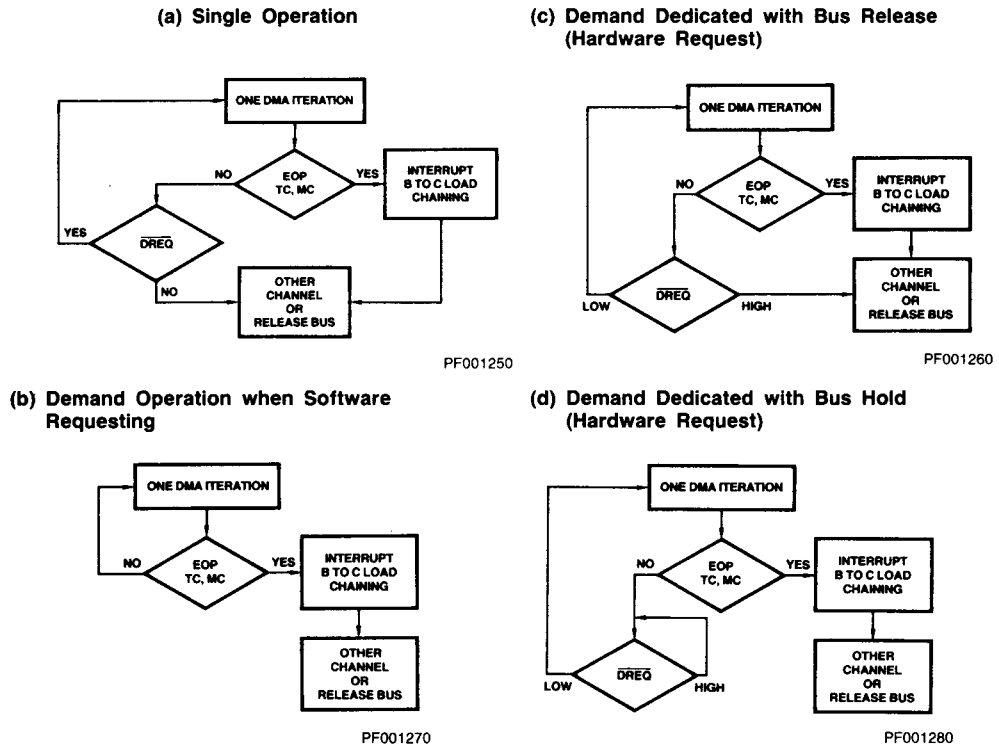 (a) Single Operation
ONE DMA ITERATION
NO
EOP
TC, MC
YES
INTERRUPT
B TO C LOAD
CHAINING
YES
DREQ
NO
OTHER
CHANNEL
OR
RELEASE BUS
PF001250
(c) Demand Dedicated with Bus Release
(Hardware Request)
ONE DMA ITERATION
NO
EOP
TC, MC
YES
INTERRUPT
B TO C LOAD
CHAINING
LOW
DREQ
HIGH
OTHER
CHANNEL
OR
RELEASE BUS
PF001260
(b) Demand Operation when Software
Requesting
ONE DMA ITERATION
NO
EOP
TC, MC
YES
INTERRUPT
B TO C LOAD
CHAINING
OTHER
CHANNEL
OR
RELEASE BUS
PF001270
(d) Demand Dedicated with Bus Hold
(Hardware Request)
ONE DMA ITERATION
NO
EOP
TC, MC
YES
INTERRUPT
B TO C LOAD
CHAINING
LOW
DREQ
HIGH
OTHER
CHANNEL
OR
RELEASE BUS
PF001280